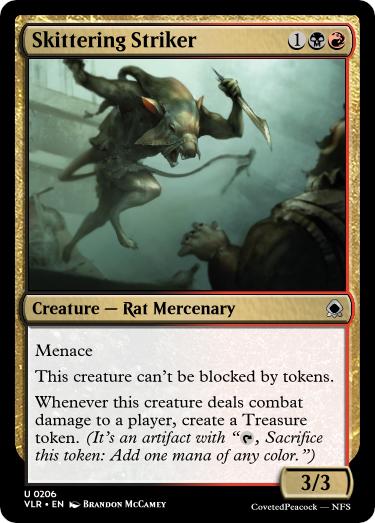 Skittering Striker 1
Creature — Rat Mercenary
Menace
This creature can't be blocked by tokens.
Whenever this creature deals combat
damage to a player, create a Treasure
token. (It's an artifact with “, Sacrifice
this token: Add one mana of any color.”)
3/3
U 0206
VLR • EN Brandon McCamey
CovetedPeacock — NFS